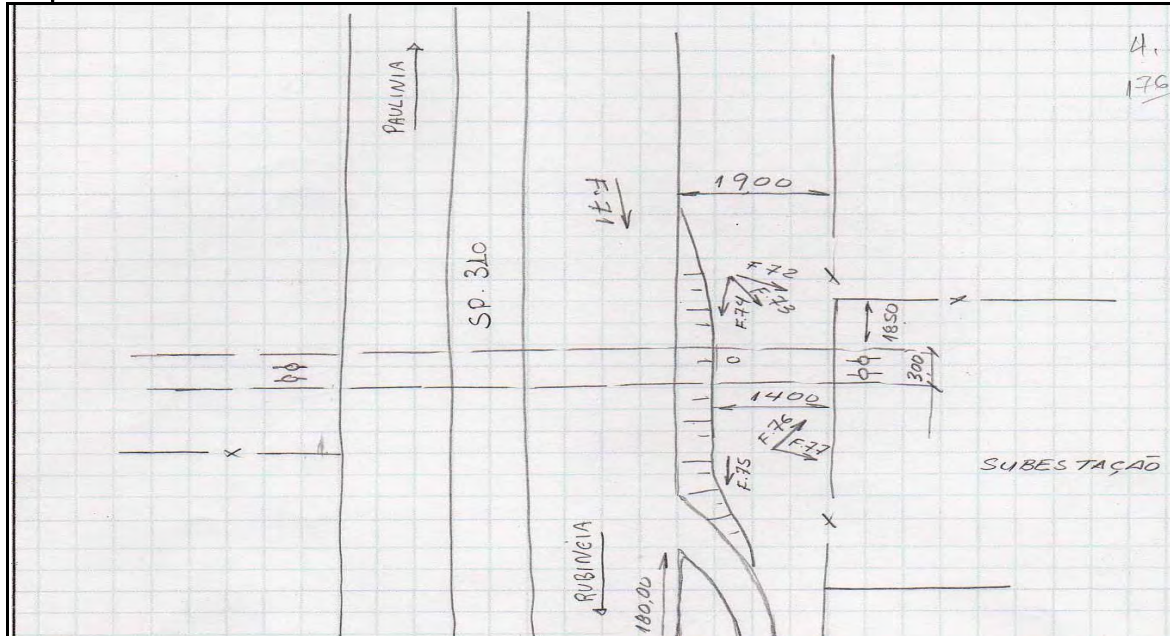 4.
176
PAULINIA
1900
F.71
SP. 310
F.72
F.73
F.74
1850
300
1400
F.76
F.77
F.75
SUBESTAÇÃO
RUBINCIA
180,00